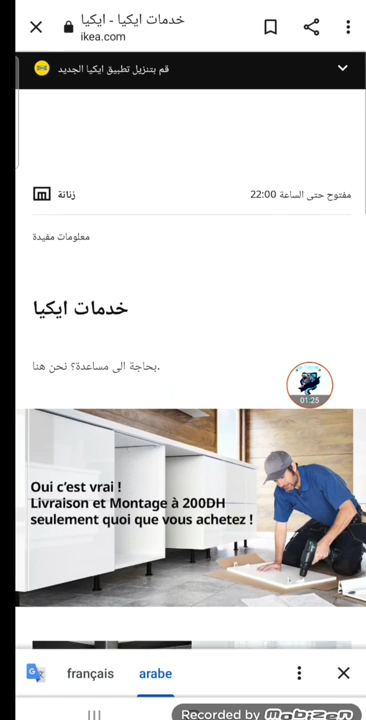 خدمات ايكيا - ايكيا
ikea.com
قم بتنزيل تطبيق ايكيا الجديد
زناتة
مفتوح حتى الساعة 22:00
معلومات مفيدة
خدمات ايكيا
بحاجة الى مساعدة؟ نحن هنا.
01:25
Oui c'est vrai !
Livraison et Montage à 200DH
seulement quoi que vous achetez !
français
arabe
Recorded by mobizen